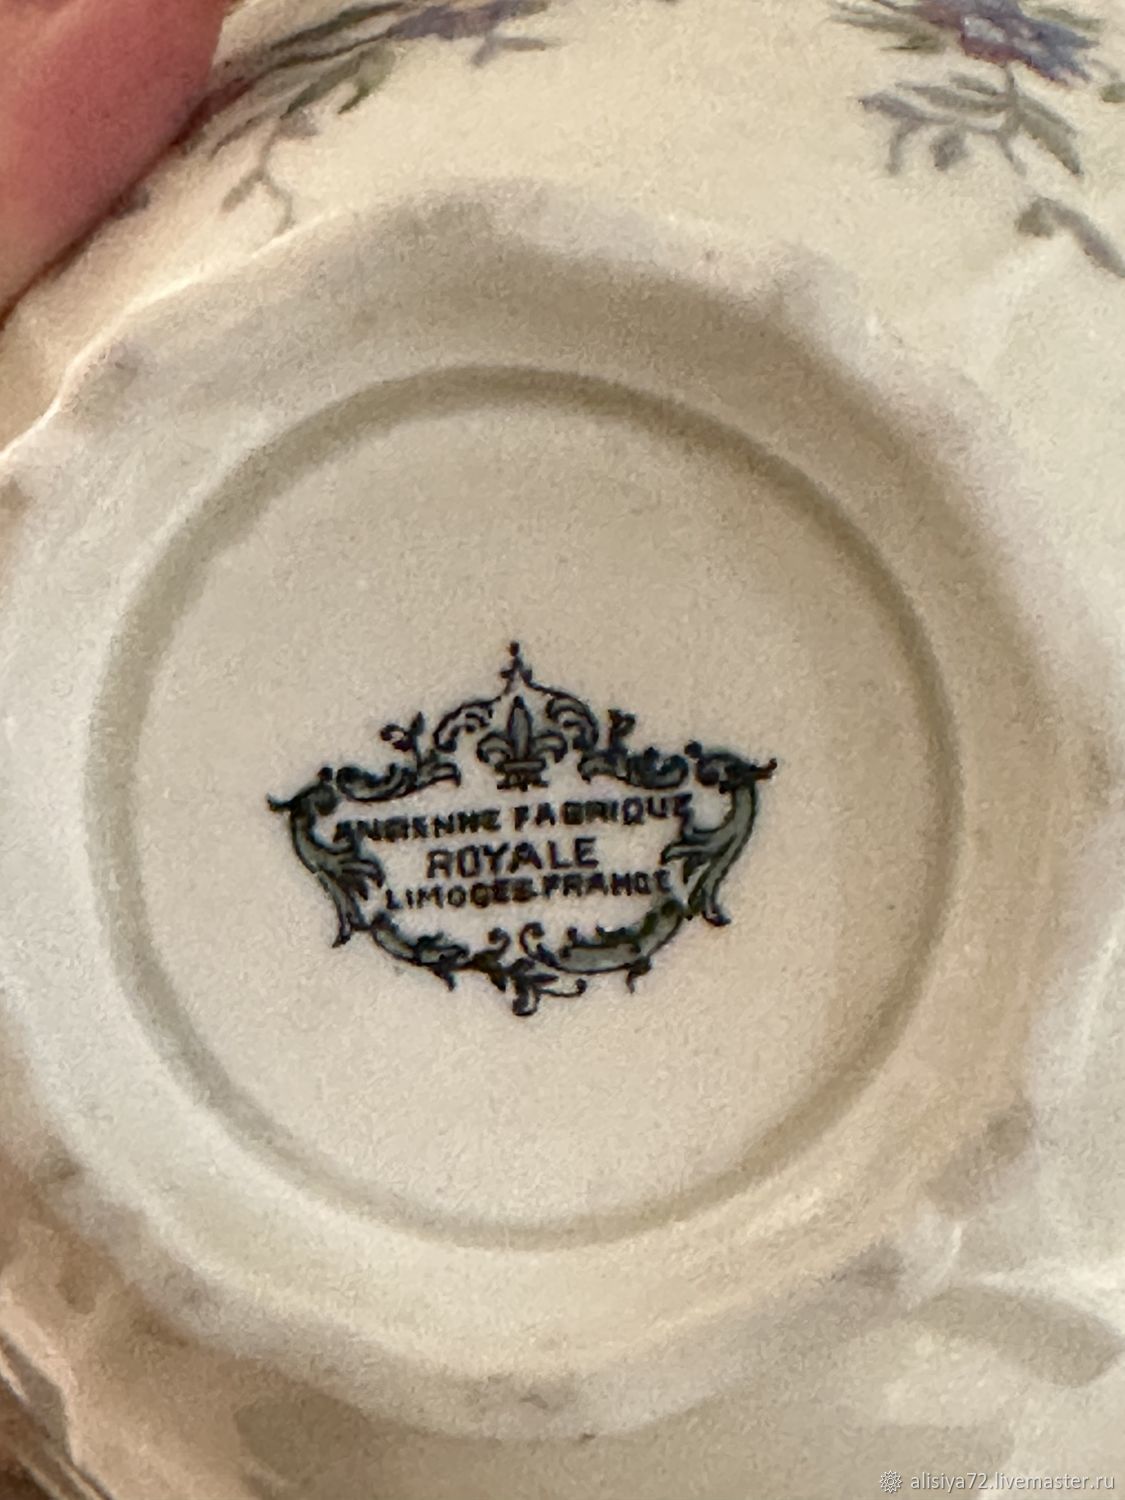 ANCIENNE FABRIQUE
ROYALE
LIMOGES-FRANCE
alisiya72.livemaster.ru